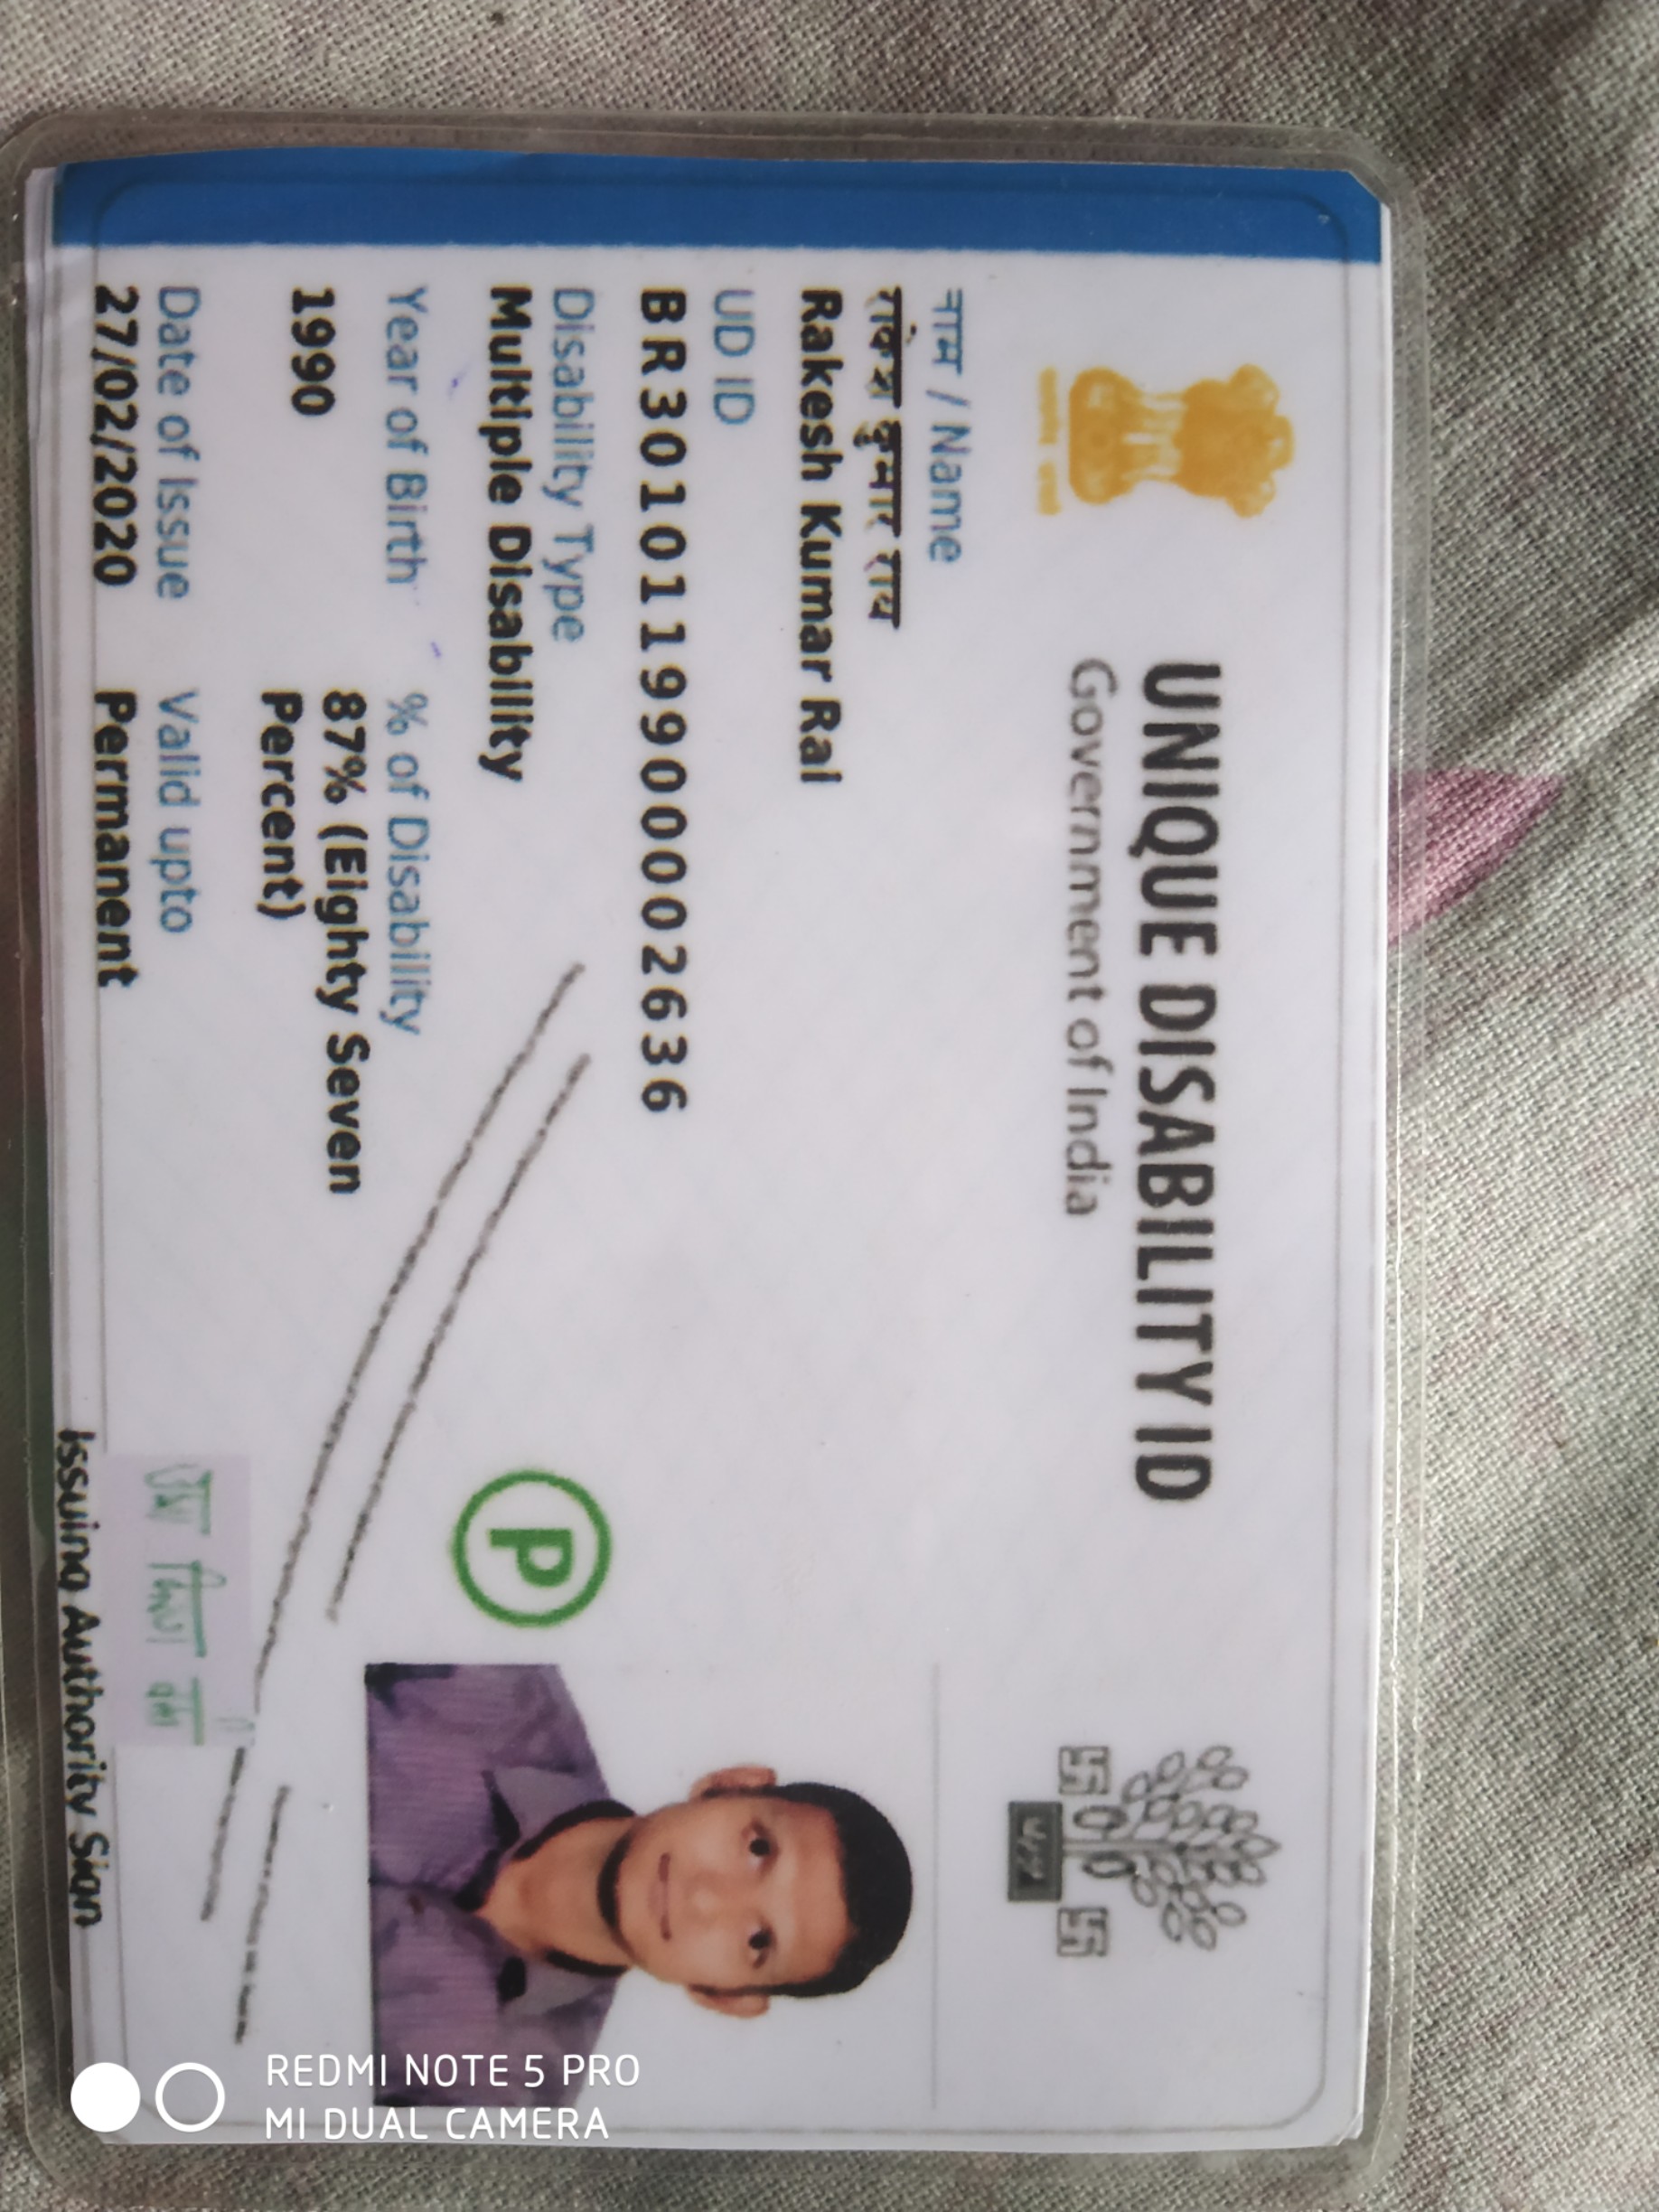 UNIQUE DISABILITY ID
Government of India
नाम / Name
राकेश कुमार राय
Rakesh Kumar Rai
UD ID
BR3010119900002636
Disability Type
Multiple Disability
Year of Birth
% of Disability
1990
87% (Eighty Seven
Percent)
Date of Issue
Valid upto
27/02/2020
Permanent
P
Issuing Authority Sign
REDMI NOTE 5 PRO
MI DUAL CAMERA